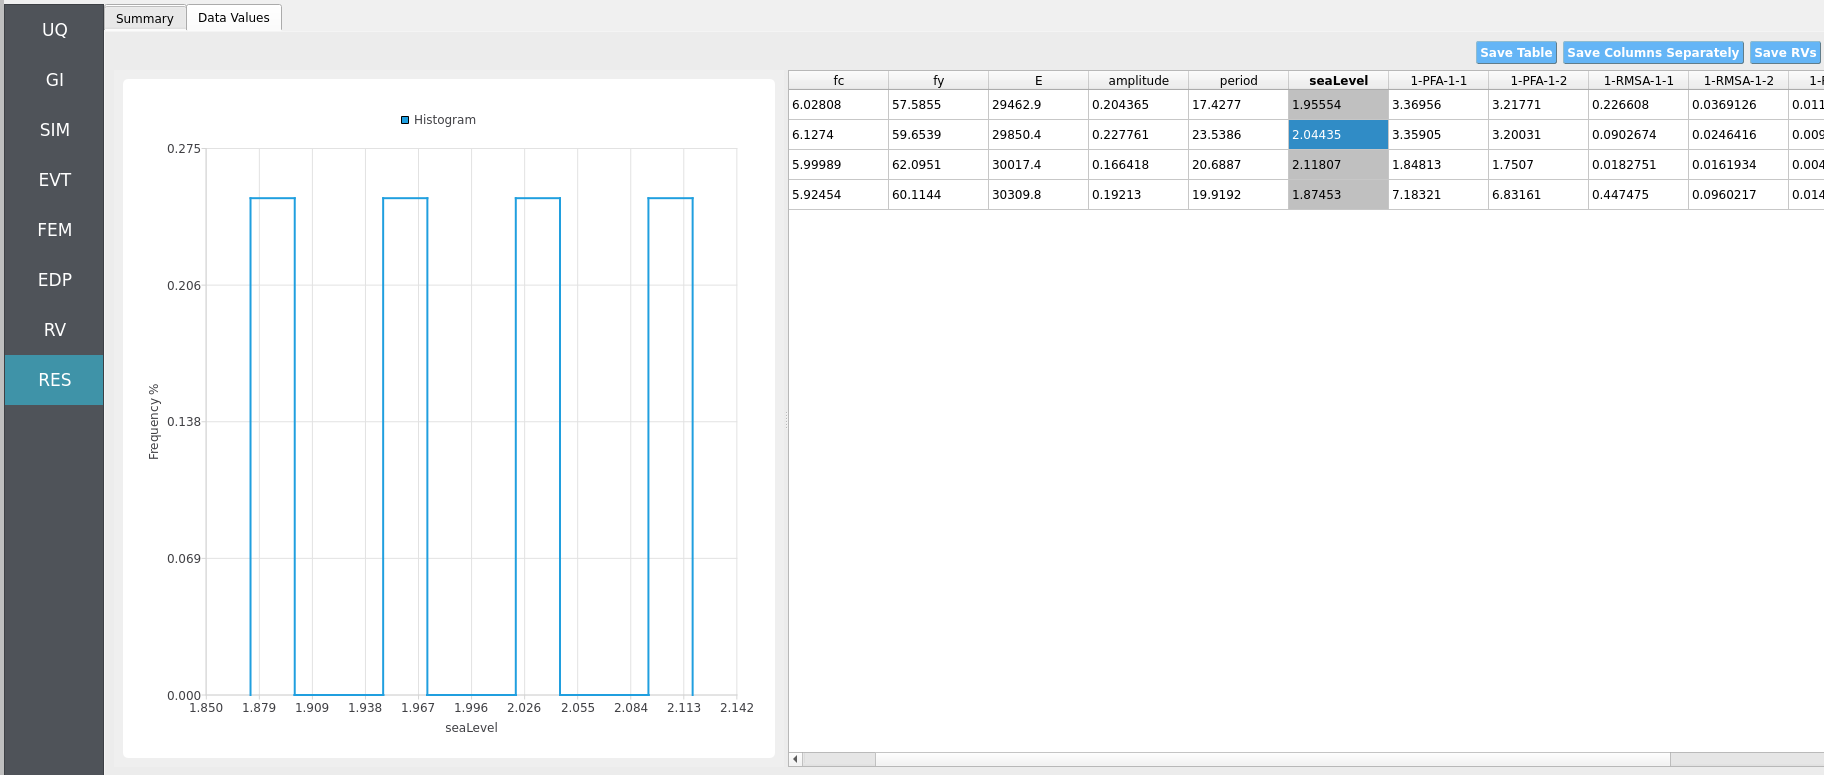 UQ
GI
SIM
EVT
FEM
EDP
RV
RES
Summary Data Values
Save Table Save Columns Separately Save RVs
Histogram
0.275
0.206
0.138
0.069
0.000
Frequency %
1.850 1.879 1.909 1.938 1.967 1.996 2.026 2.055 2.084 2.113 2.142
seaLevel
fc fy E amplitude period seaLevel 1-PFA-1-1 1-PFA-1-2 1-RMSA-1-1 1-RMSA-1-2
6.02808 57.5855 29462.9 0.204365 17.4277 1.95554 3.36956 3.21771 0.226608 0.0369126 0.011
6.1274 59.6539 29850.4 0.227761 23.5386 2.04435 3.35905 3.20031 0.0902674 0.0246416 0.009
5.99989 62.0951 30017.4 0.166418 20.6887 2.11807 1.84813 1.7507 0.0182751 0.0161934 0.004
5.92454 60.1144 30309.8 0.19213 19.9192 1.87453 7.18321 6.83161 0.447475 0.0960217 0.014